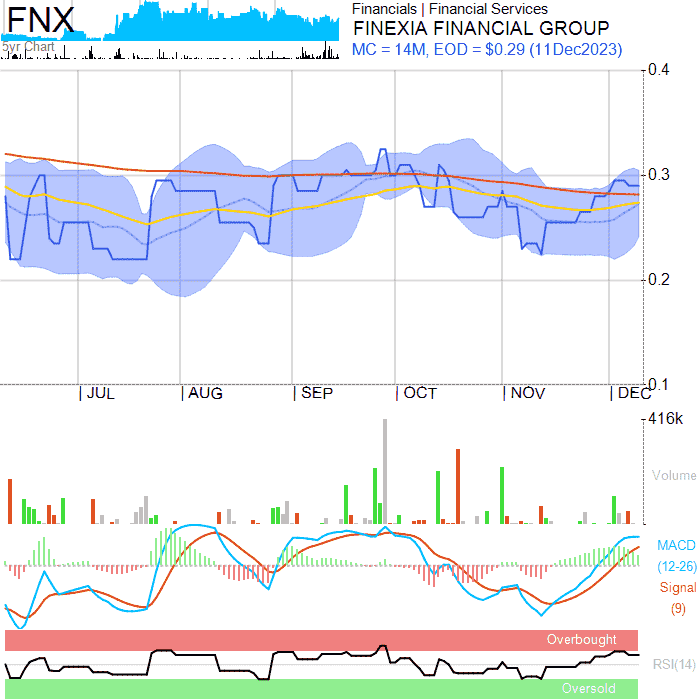 FNX
5yr Chart
Financials | Financial Services
FINEXIA FINANCIAL GROUP
MC = 14M, EOD = $0.29 (11Dec2023)
0.4
0.3
0.2
0.1
| JUL | AUG | SEP | OCT | NOV | DEC
416k
Volume
MACD
(12-26)
Signal
(9)
Overbought
RSI(14)
Oversold